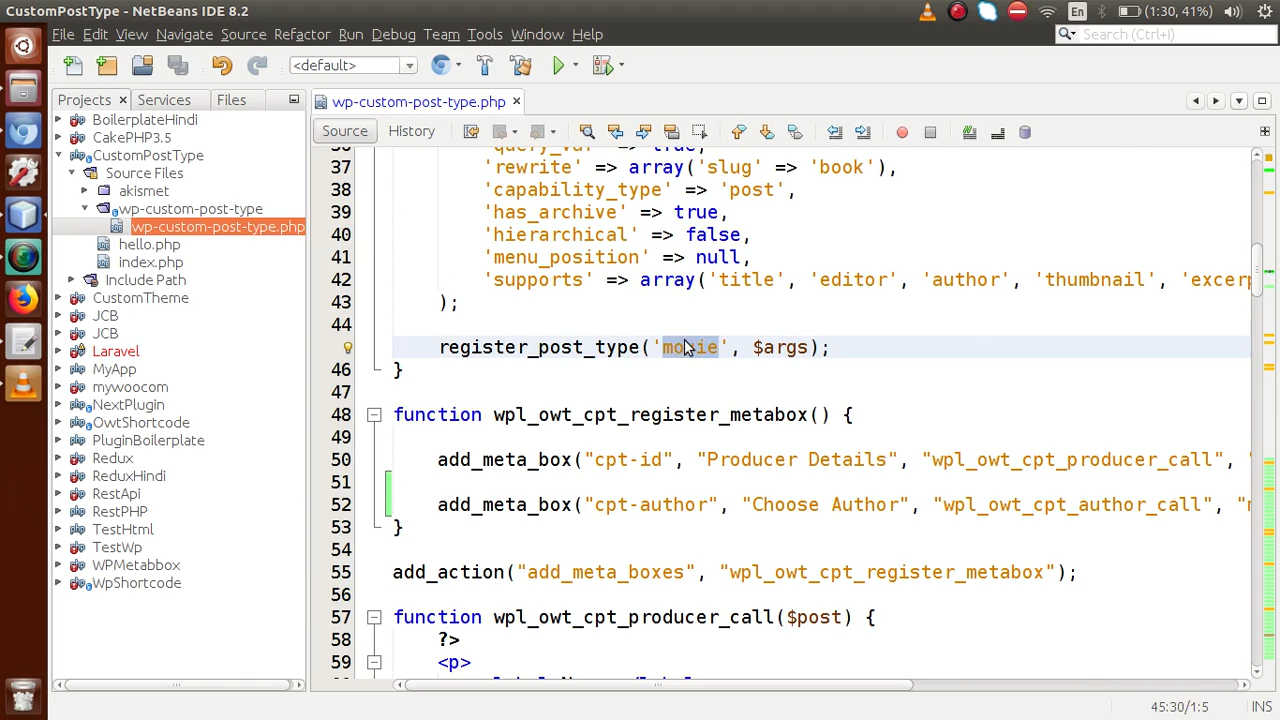 CustomPostType - NetBeans IDE 8.2
En
(1:30, 41%)
File Edit View Navigate Source Refactor Run Debug Team Tools Window Help
Search (Ctrl+I)
<default>
Projects
Services
Files
wp-custom-post-type.php
Source
History
BoilerplateHindi
CakePHP3.5
CustomPostType
Source Files
akismet
wp-custom-post-type
wp-custom-post-type.php
hello.php
index.php
Include Path
CustomTheme
JCB
JCB
Laravel
MyApp
mywoocom
NextPlugin
OwtShortcode
PluginBoilerplate
Redux
ReduxHindi
RestApi
RestPHP
TestHtml
TestWp
WPMetabbox
WpShortcode
37 'rewrite' => array('slug' => 'book'),
38 'capability_type' => 'post',
39 'has_archive' => true,
40 'hierarchical' => false,
41 'menu_position' => null,
42 'supports' => array('title', 'editor', 'author', 'thumbnail', 'excerp
43 );
44
register_post_type('movie', $args);
46 }
47
48 function wpl_owt_cpt_register_metabox() {
49
50 add_meta_box("cpt-id", "Producer Details", "wpl_owt_cpt_producer_call", "
51
52 add_meta_box("cpt-author", "Choose Author", "wpl_owt_cpt_author_call", "
53 }
54
55 add_action("add_meta_boxes", "wpl_owt_cpt_register_metabox");
56
57 function wpl_owt_cpt_producer_call($post) {
58 ?>
59 <p>
45:30/1:5
INS